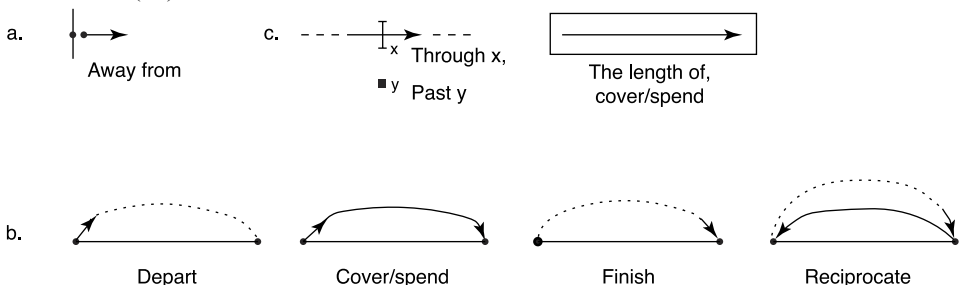 a.
Away from
c.
x Through x,
y Past y
The length of,
cover/spend
b.
Depart
Cover/spend
Finish
Reciprocate